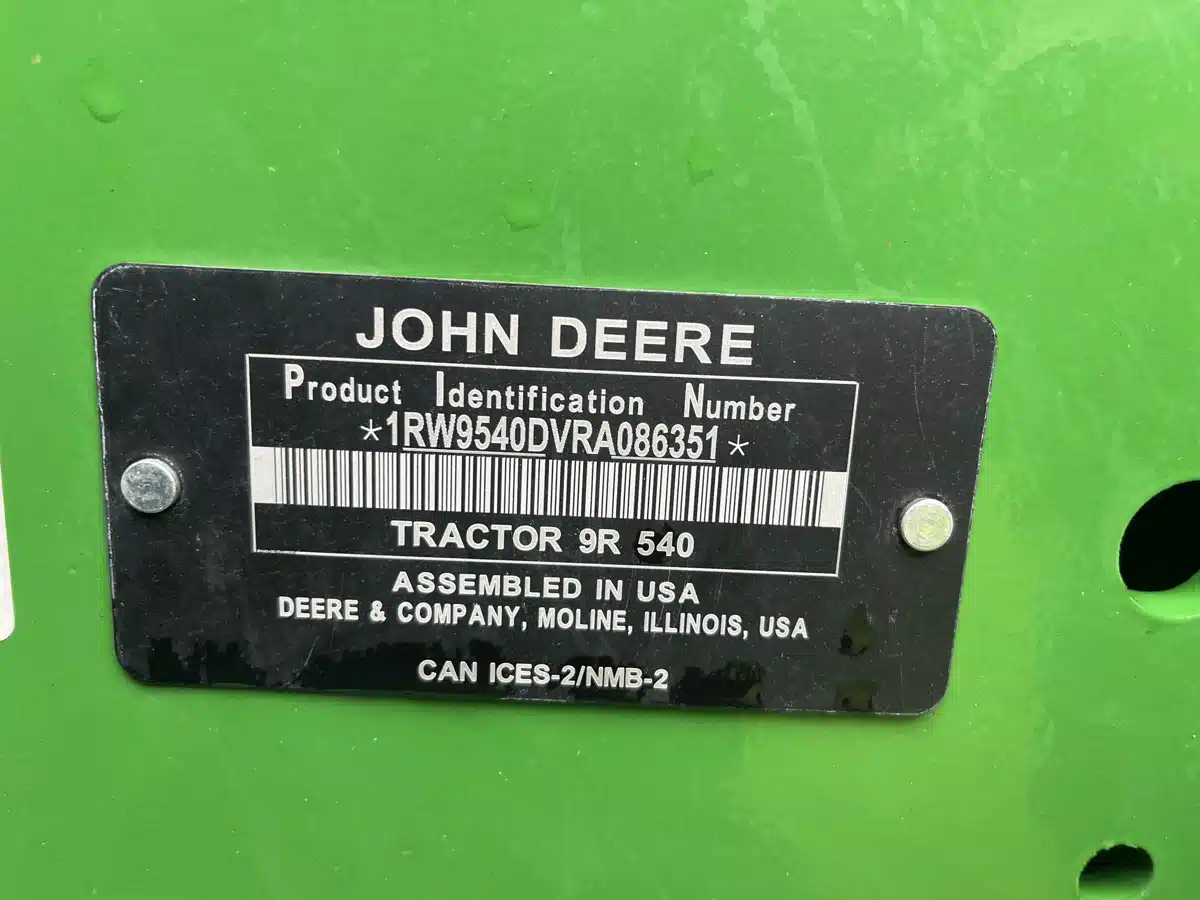 JOHN DEERE
Product Identification Number
*1RW9540DVRA086351*
TRACTOR 9R 540
ASSEMBLED IN USA
DEERE & COMPANY, MOLINE, ILLINOIS, USA
CAN ICES-2/NMB-2